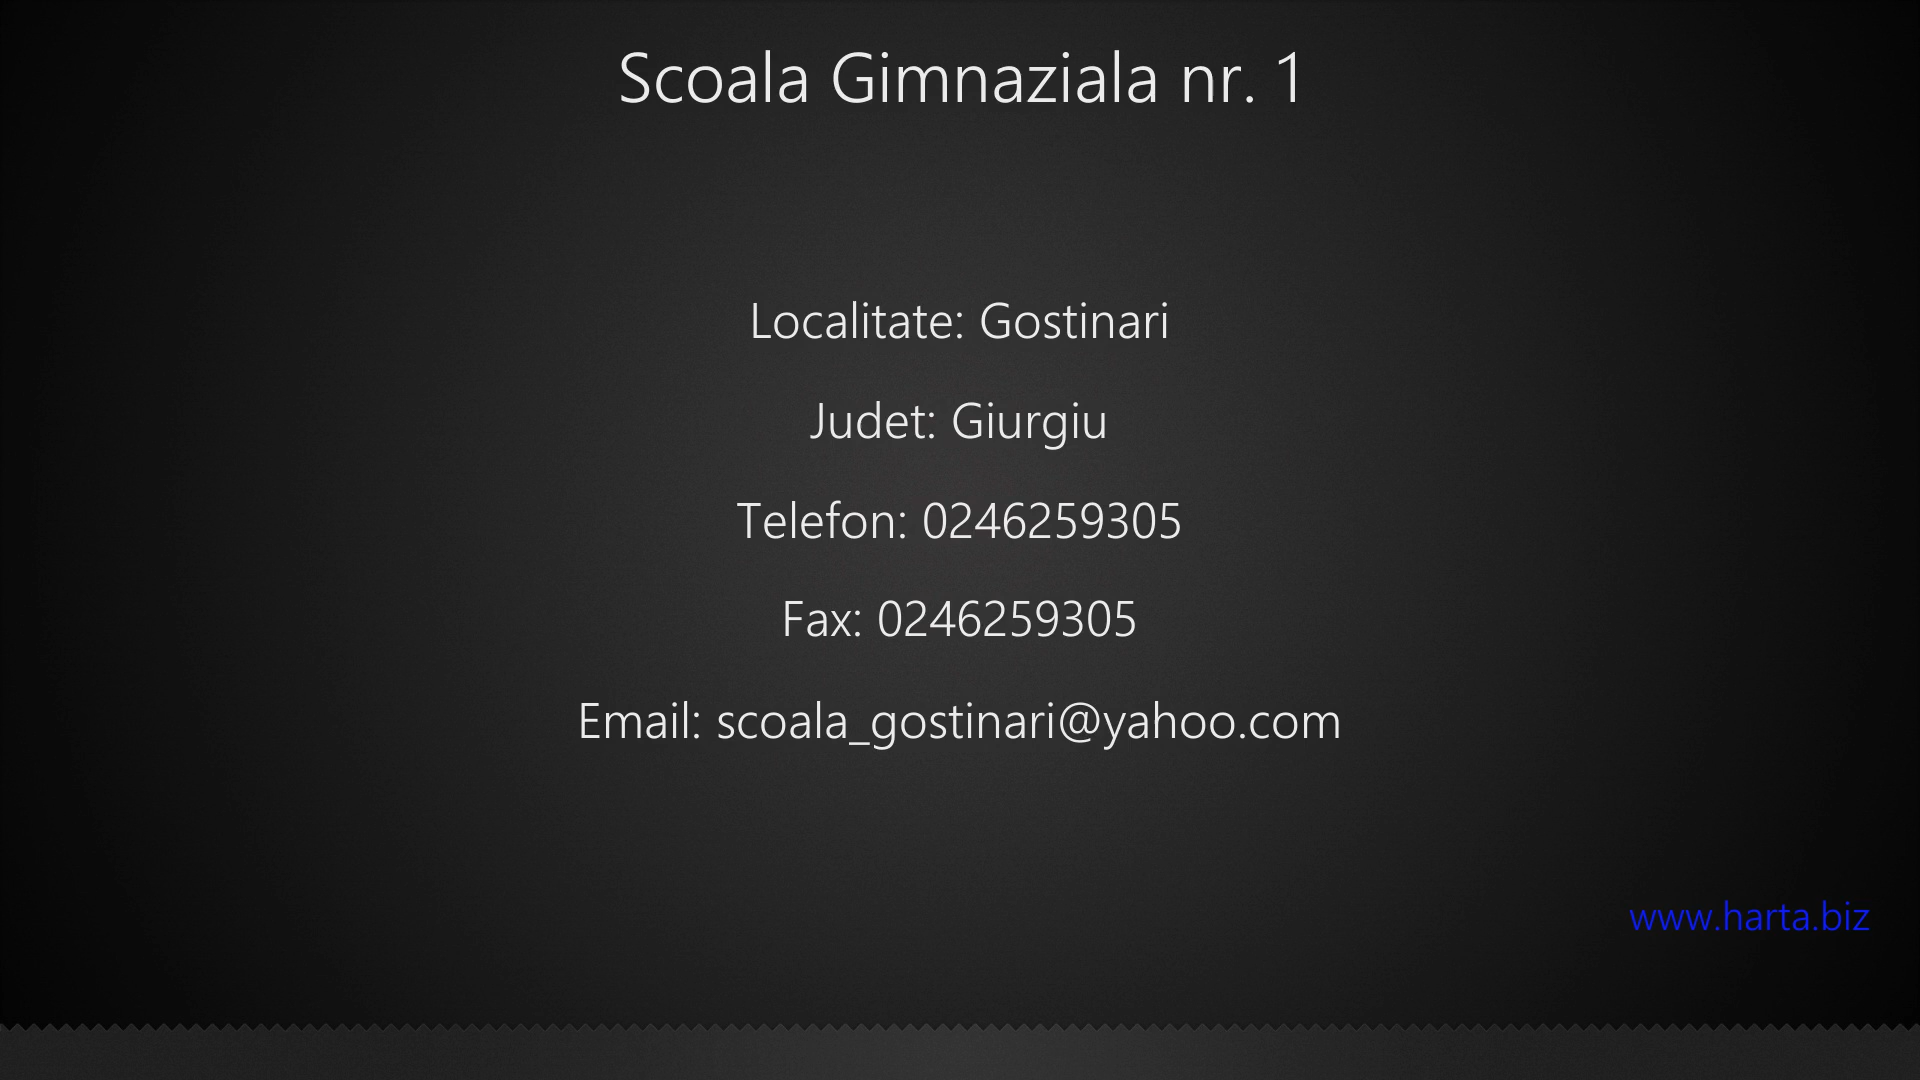 Scoala Gimnaziala nr. 1
Localitate: Gostinari
Judet: Giurgiu
Telefon: 0246259305
Fax: 0246259305
Email: scoala_gostinari@yahoo.com
www.harta.biz